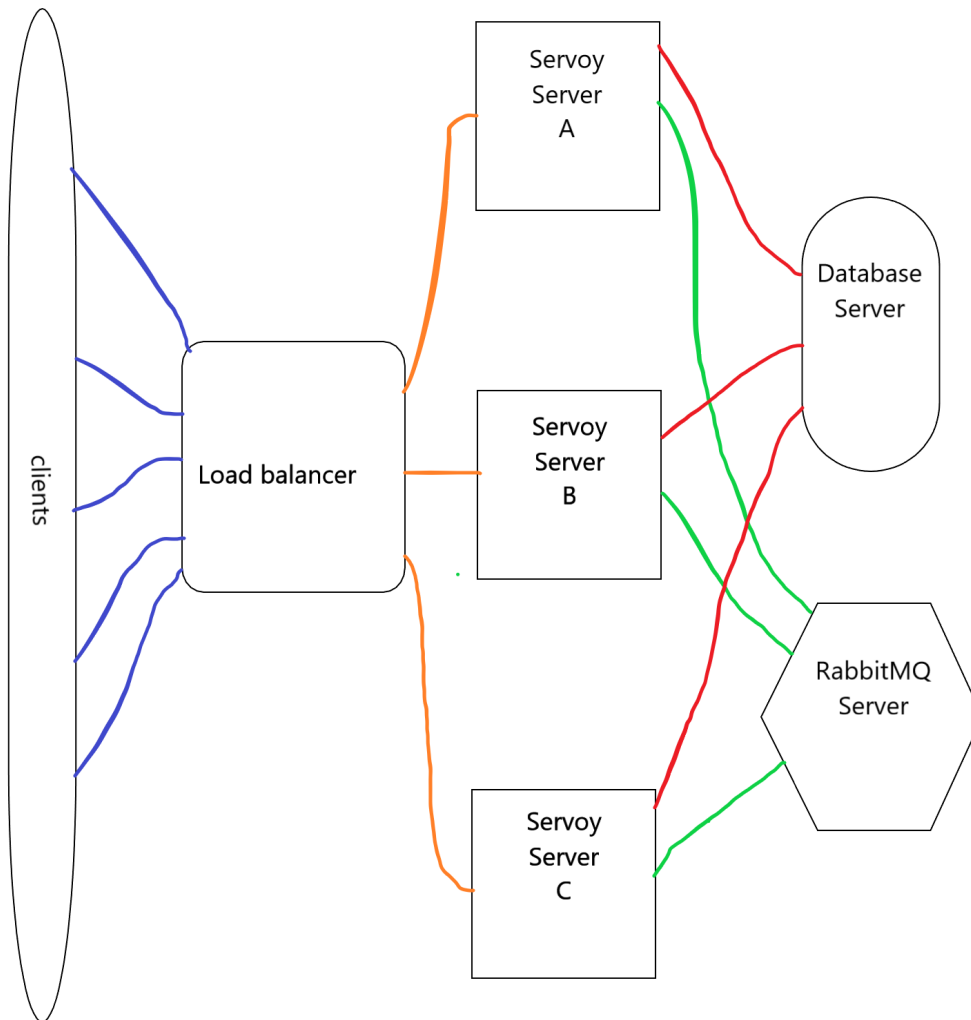 clients
Load balancer
Servoy
Server
A
Servoy
Server
B
Servoy
Server
C
Database
Server
RabbitMQ
Server